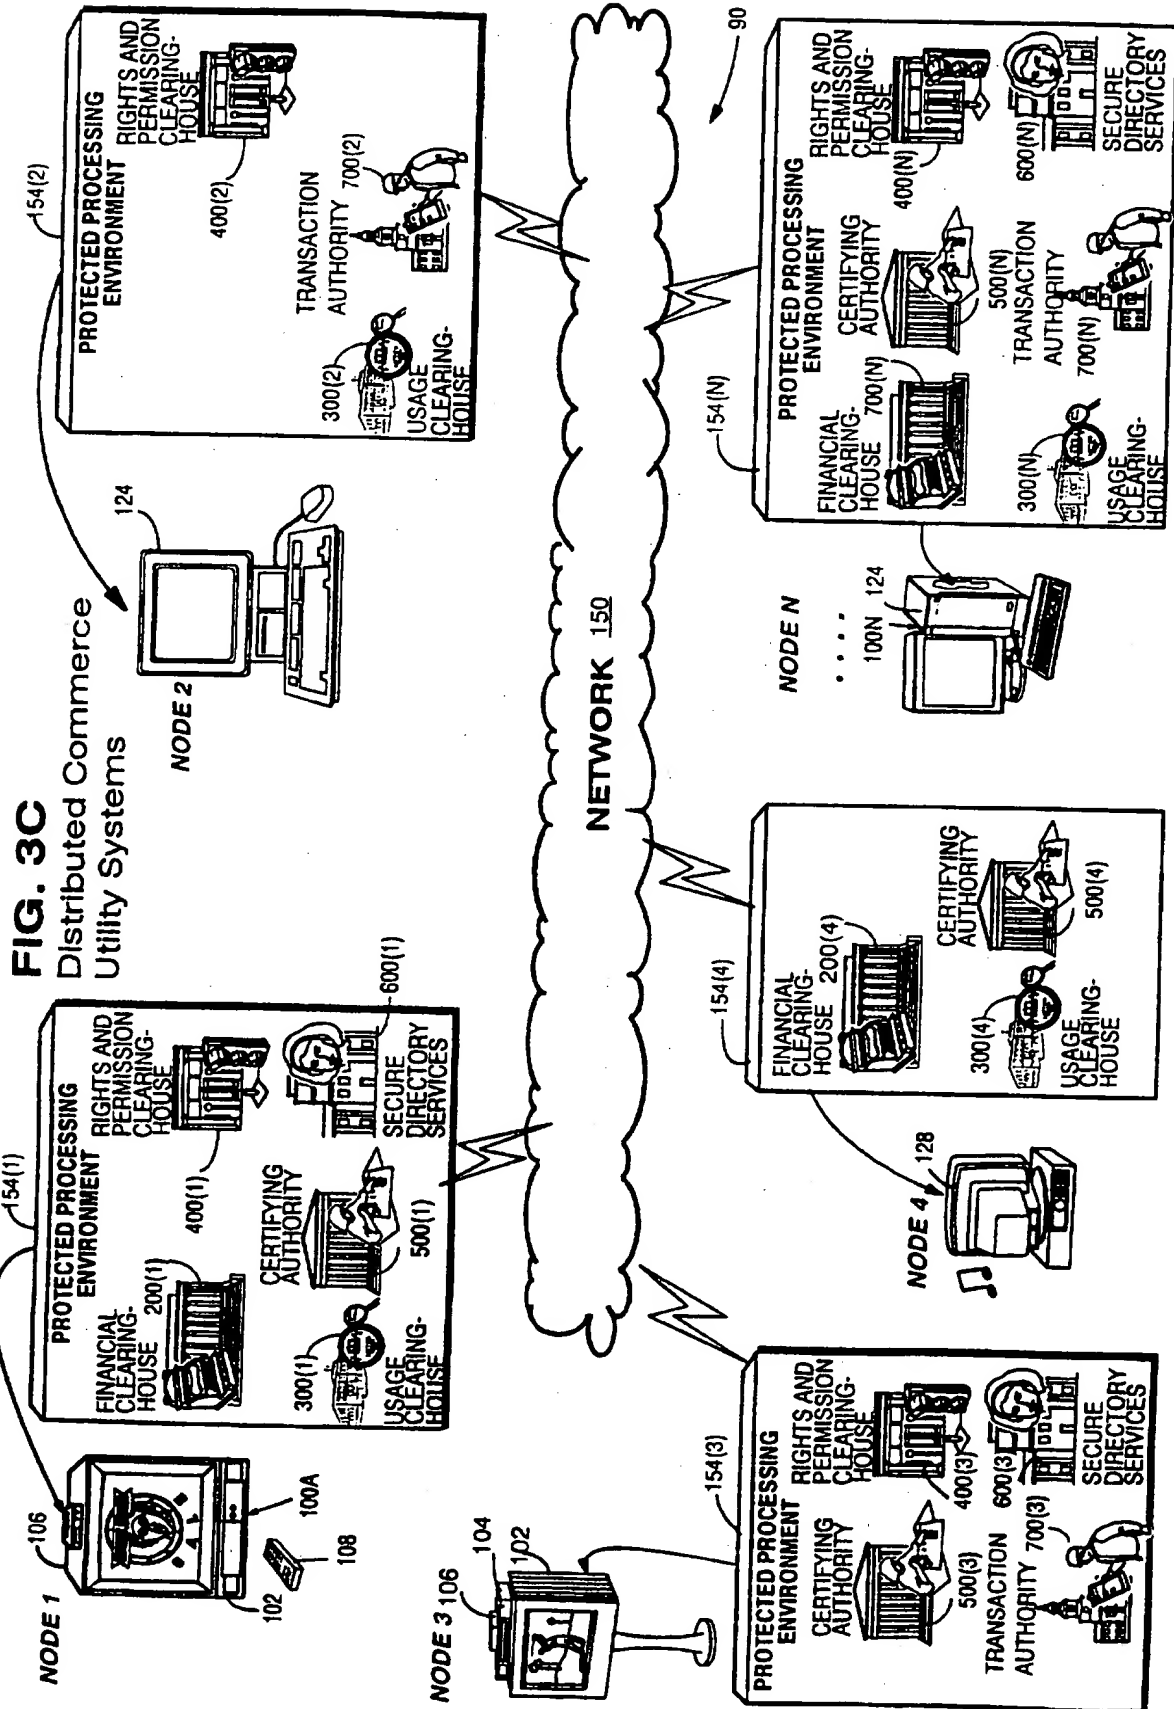 FIG. 3C
Distributed Commerce
Utility Systems
NODE 1
106
102
100A
108
154(1)
PROTECTED PROCESSING
ENVIRONMENT
FINANCIAL
CLEARING-
HOUSE 200(1)
RIGHTS AND
PERMISSION
CLEARING-
HOUSE
400(1)
300(1)
USAGE
CLEARING-
HOUSE
CERTIFYING
AUTHORITY
500(1)
600(1)
SECURE
DIRECTORY
SERVICES
NODE 2
124
154(2)
PROTECTED PROCESSING
ENVIRONMENT
RIGHTS AND
PERMISSION
CLEARING-
HOUSE
400(2)
TRANSACTION
AUTHORITY 700(2)
300(2)
USAGE
CLEARING-
HOUSE
NETWORK 150
90
NODE 3
106
104
102
154(3)
PROTECTED PROCESSING
ENVIRONMENT
CERTIFYING
AUTHORITY
500(3)
RIGHTS AND
PERMISSION
CLEARING-
HOUSE
400(3)
TRANSACTION
AUTHORITY 700(3)
600(3)
SECURE
DIRECTORY
SERVICES
NODE 4
128
154(4)
FINANCIAL
CLEARING-
HOUSE 200(4)
300(4)
USAGE
CLEARING-
HOUSE
CERTIFYING
AUTHORITY
500(4)
NODE N
. . . .
100N
124
154(N)
PROTECTED PROCESSING
ENVIRONMENT
FINANCIAL
CLEARING-
HOUSE 700(N)
CERTIFYING
AUTHORITY
500(N)
RIGHTS AND
PERMISSION
CLEARING-
HOUSE
400(N)
300(N)
USAGE
CLEARING-
HOUSE
TRANSACTION
AUTHORITY
700(N)
600(N)
SECURE
DIRECTORY
SERVICES